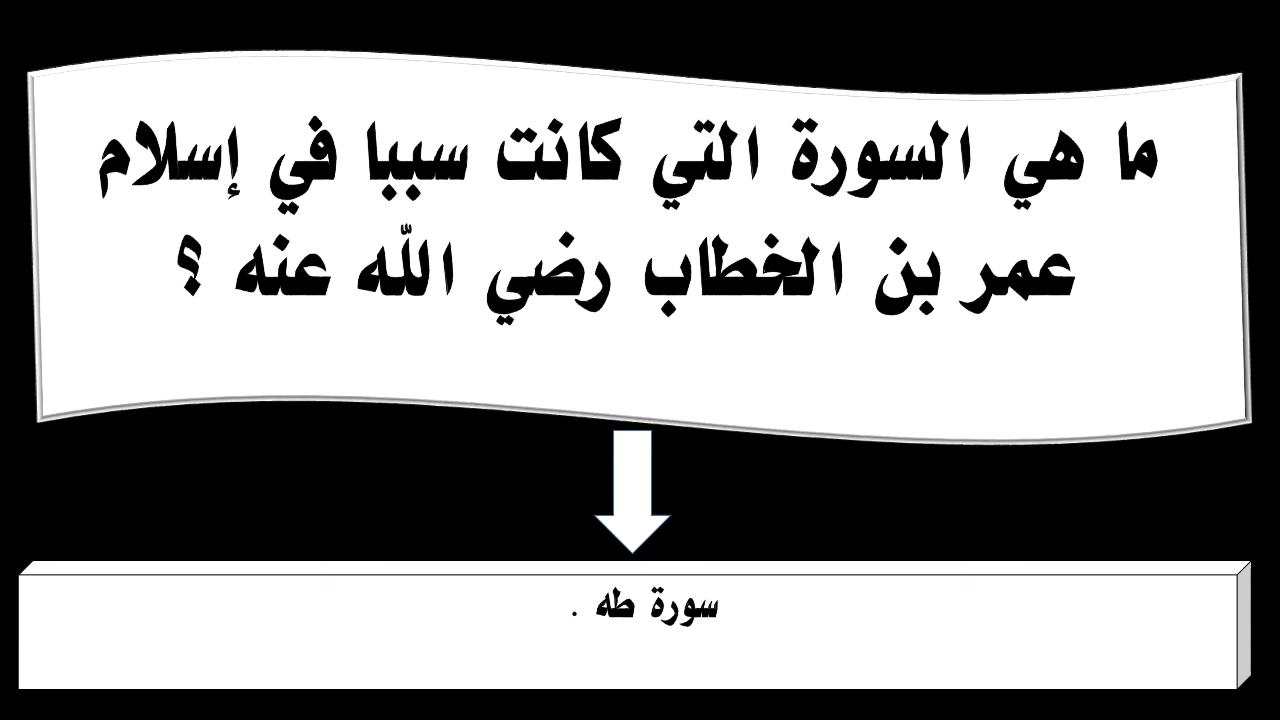 ما هي السورة التي كانت سببا في إسلام
عمر بن الخطاب رضي الله عنه ؟
سورة طه .